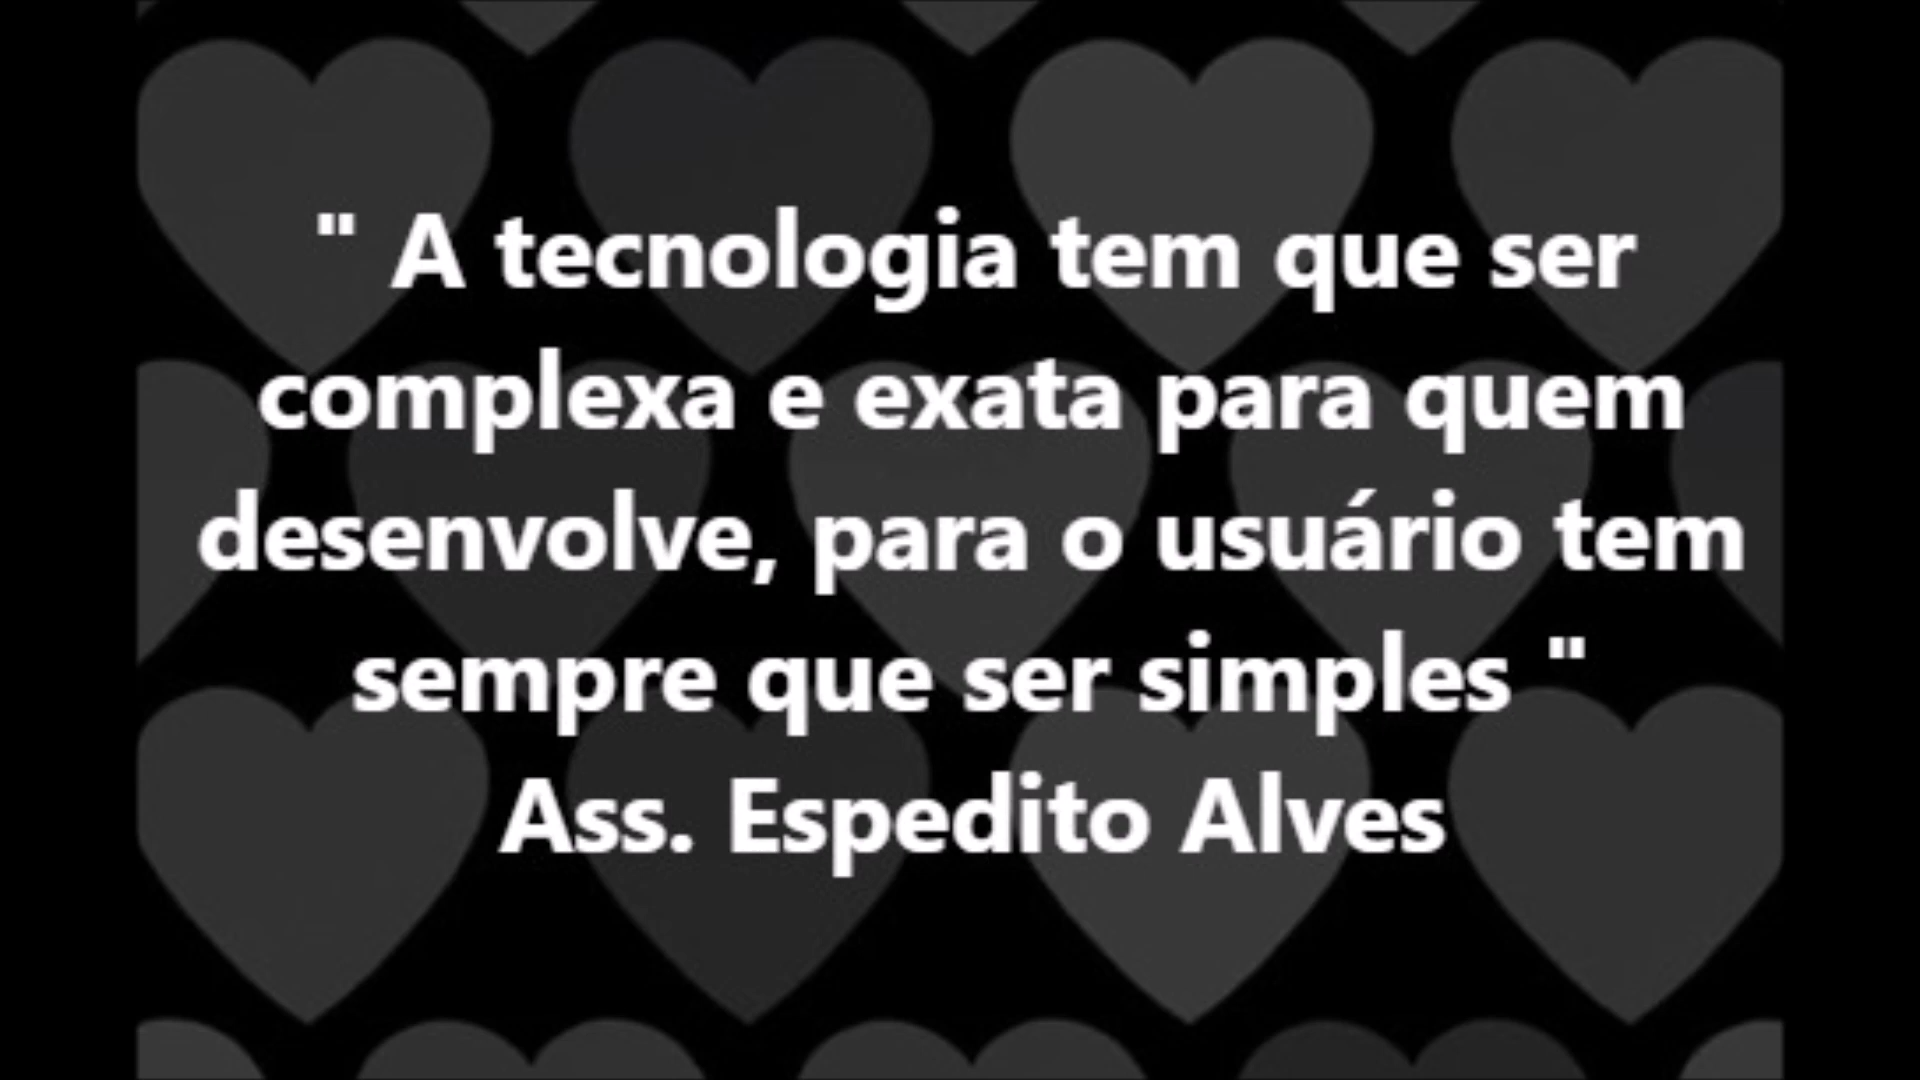 " A tecnologia tem que ser
complexa e exata para quem
desenvolve, para o usuário tem
sempre que ser simples "
Ass. Espedito Alves